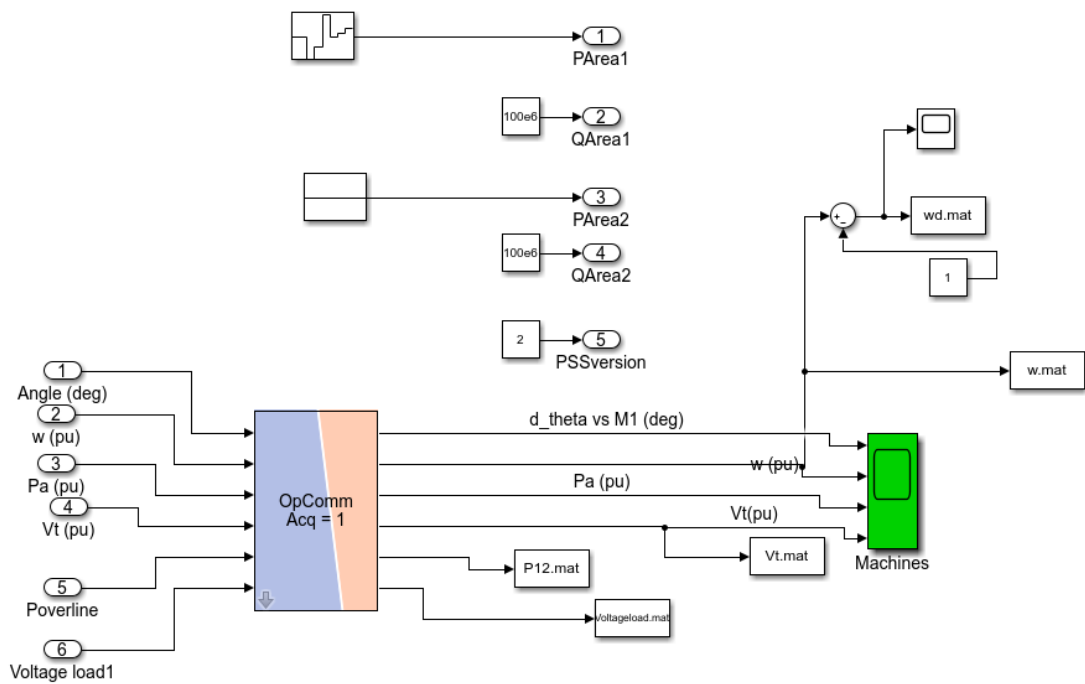 1
PArea1
100e6
2
QArea1
3
PArea2
+
-
wd.mat
100e6
4
QArea2
1
2
5
PSSversion
1
Angle (deg)
w.mat
2
w (pu)
d_theta vs M1 (deg)
3
Pa (pu)
w (pu)
Pa (pu)
OpComm
Acq = 1
4
Vt (pu)
Vt(pu)
Vt.mat
Machines
P12.mat
5
Poverline
Voltageload.mat
6
Voltage load1